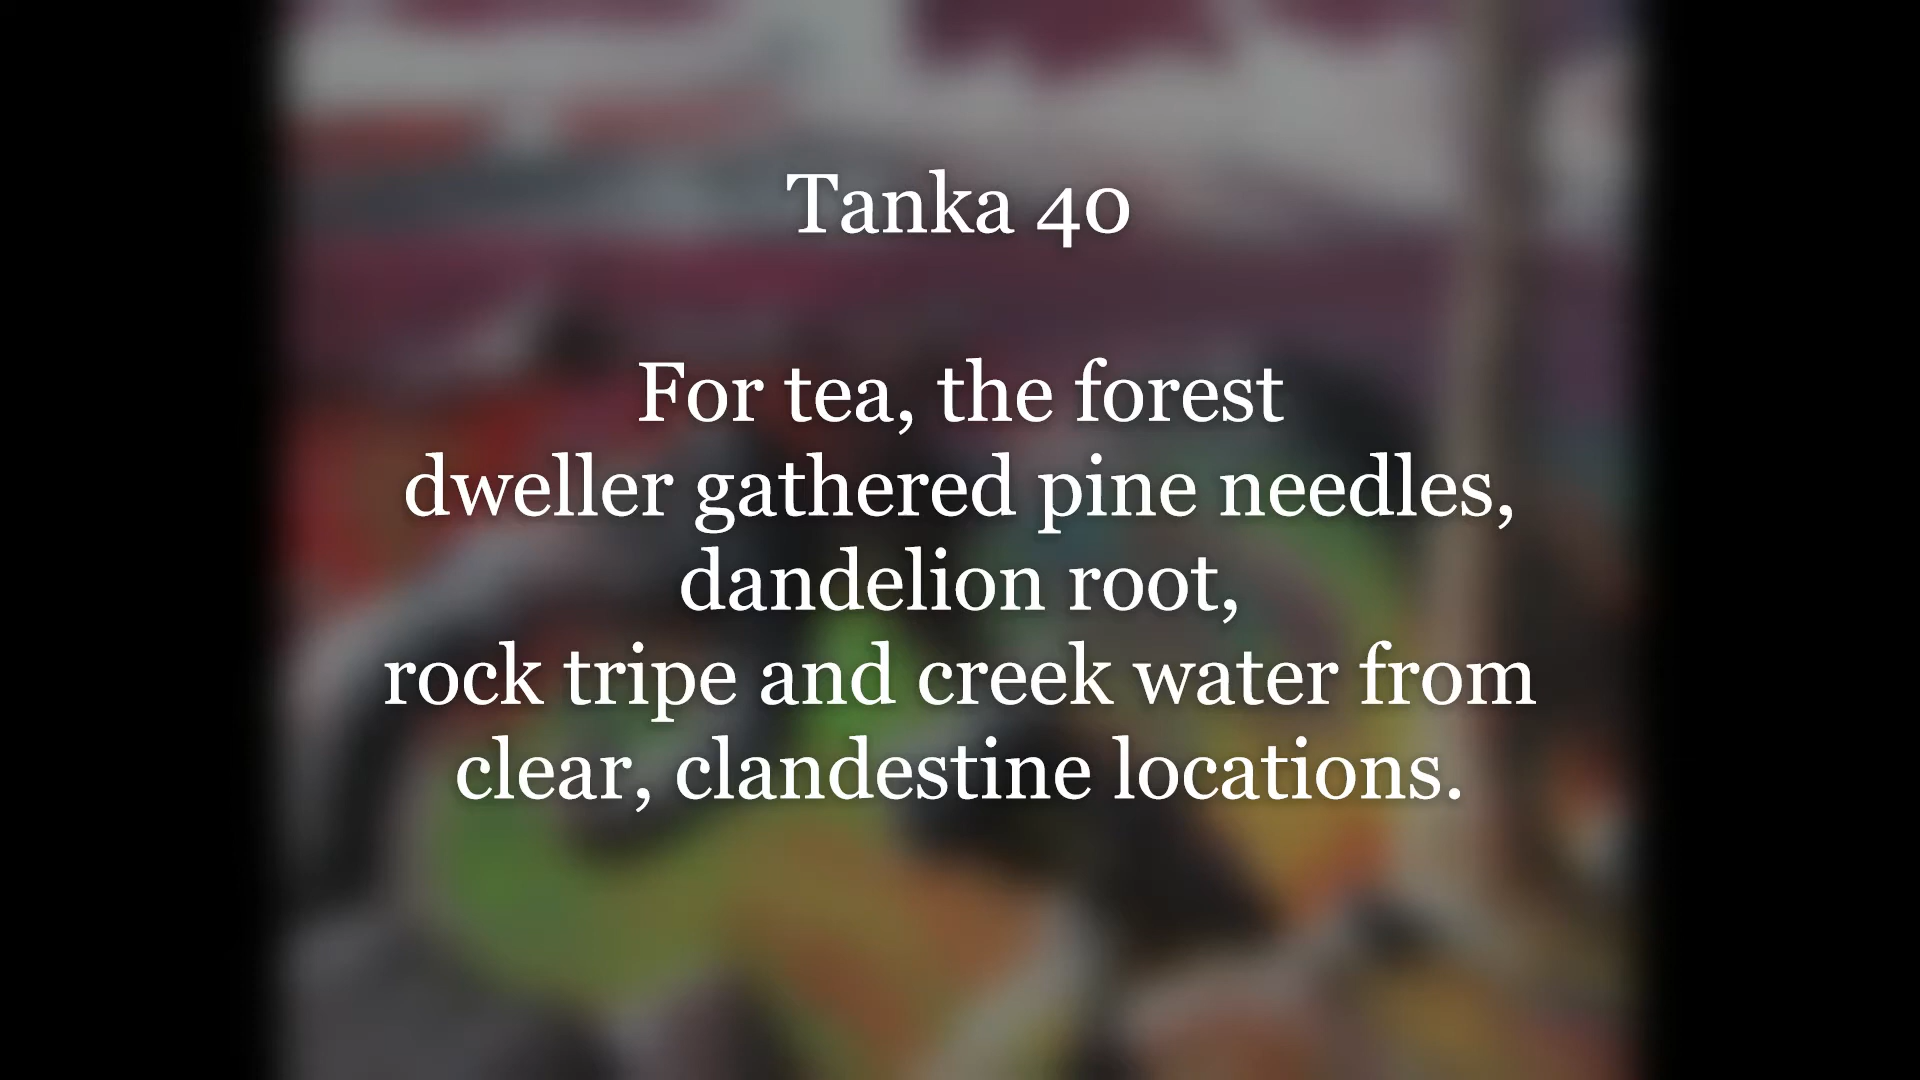 Tanka 40
For tea, the forest
dweller gathered pine needles,
dandelion root,
rock tripe and creek water from
clear, clandestine locations.